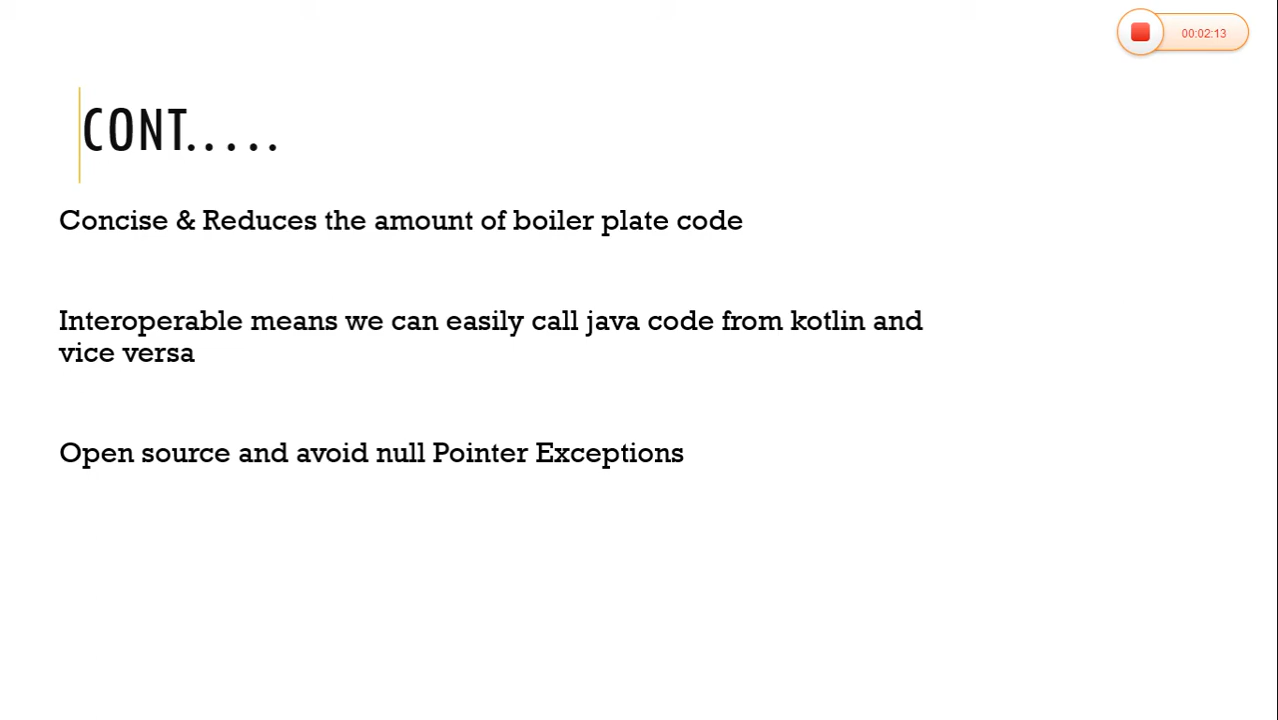 00:02:13
CONT.....
Concise & Reduces the amount of boiler plate code
Interoperable means we can easily call java code from kotlin and
vice versa
Open source and avoid null Pointer Exceptions